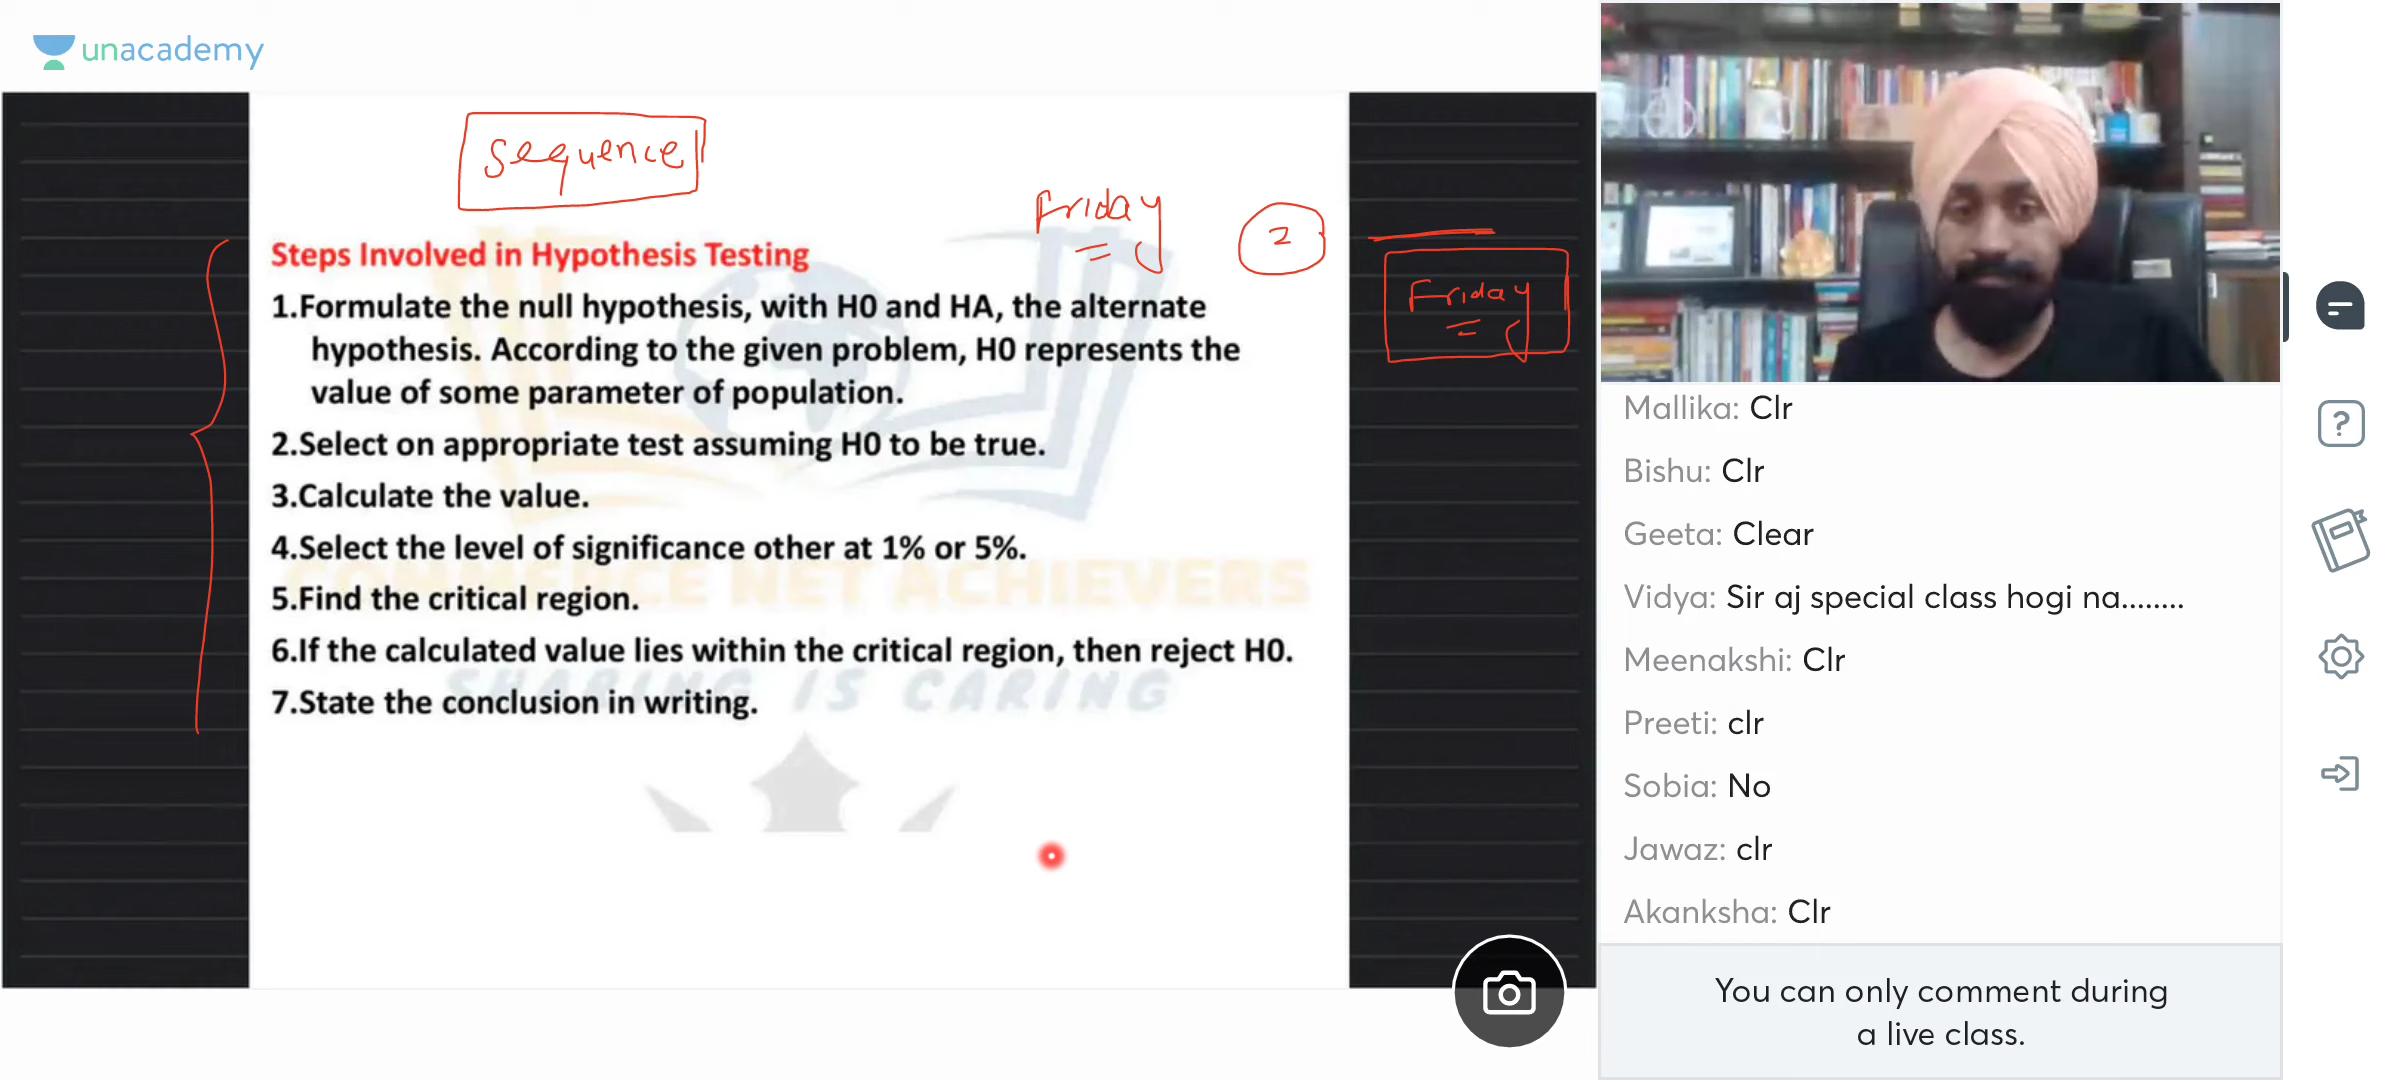 unacademy
Sequence
Friday
2
Friday
Steps Involved in Hypothesis Testing
1.Formulate the null hypothesis, with H0 and HA, the alternate
hypothesis. According to the given problem, H0 represents the
value of some parameter of population.
2.Select on appropriate test assuming H0 to be true.
3.Calculate the value.
4.Select the level of significance other at 1% or 5%.
5.Find the critical region.
6.If the calculated value lies within the critical region, then reject H0.
7.State the conclusion in writing.
COMMERCE NET ACHIEVERS
SHARING IS CARING
Mallika: Clr
Bishu: Clr
Geeta: Clear
Vidya: Sir aj special class hogi na........
Meenakshi: Clr
Preeti: clr
Sobia: No
Jawaz: clr
Akanksha: Clr
You can only comment during
a live class.